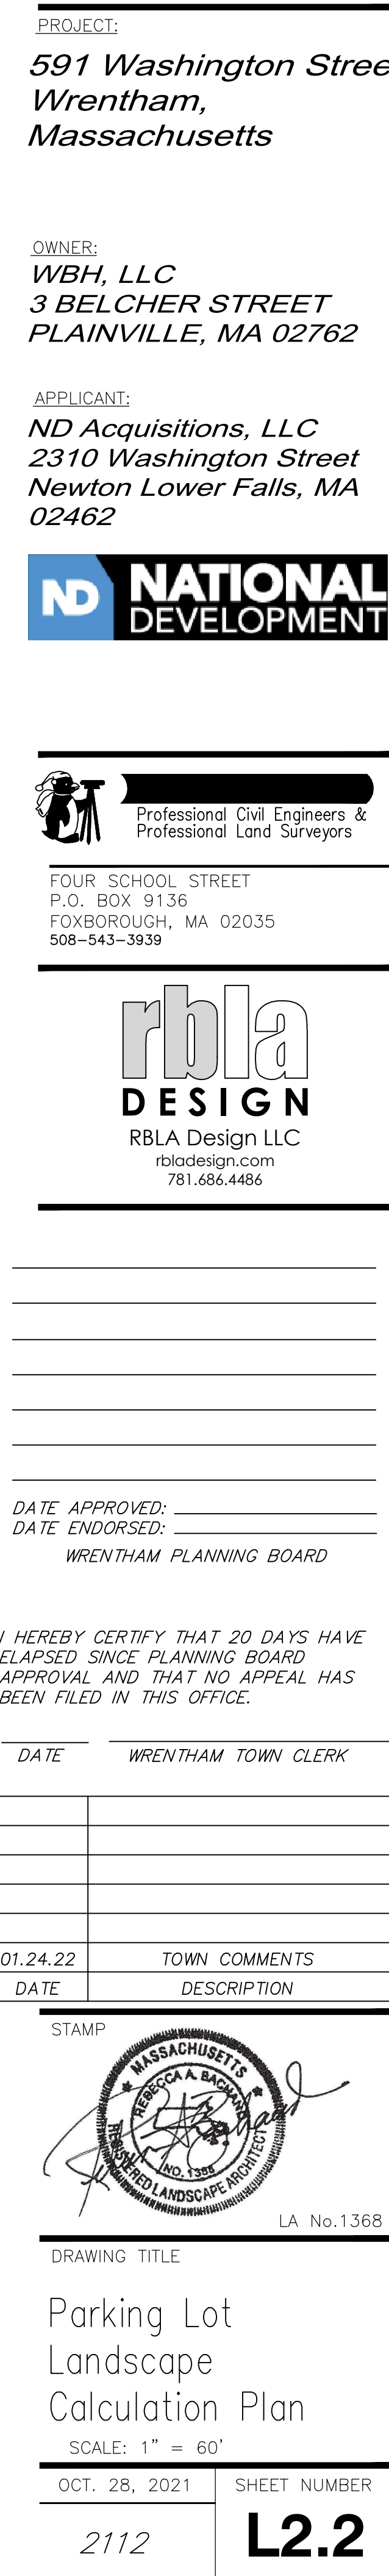 PROJECT:
591 Washington Stree
Wrentham,
Massachusetts
OWNER:
WBH, LLC
3 BELCHER STREET
PLAINVILLE, MA 02762
APPLICANT:
ND Acquisitions, LLC
2310 Washington Street
Newton Lower Falls, MA
02462
ND NATIONAL
DEVELOPMENT
Professional Civil Engineers &
Professional Land Surveyors
FOUR SCHOOL STREET
P.O. BOX 9136
FOXBOROUGH, MA 02035
508-543-3939
rbla
DESIGN
RBLA Design LLC
rbladesign.com
781.686.4486
DATE APPROVED:
DATE ENDORSED:
WRENTHAM PLANNING BOARD
I HEREBY CERTIFY THAT 20 DAYS HAVE
ELAPSED SINCE PLANNING BOARD
APPROVAL AND THAT NO APPEAL HAS
BEEN FILED IN THIS OFFICE.
DATE WRENTHAM TOWN CLERK
01.24.22 TOWN COMMENTS
DATE DESCRIPTION
STAMP
MASSACHUSETTS
REBECCA A. BACHAND
NO. 1368
REGISTERED LANDSCAPE ARCHITECT
LA No.1368
DRAWING TITLE
Parking Lot
Landscape
Calculation Plan
SCALE: 1" = 60'
OCT. 28, 2021 SHEET NUMBER
2112 L2.2